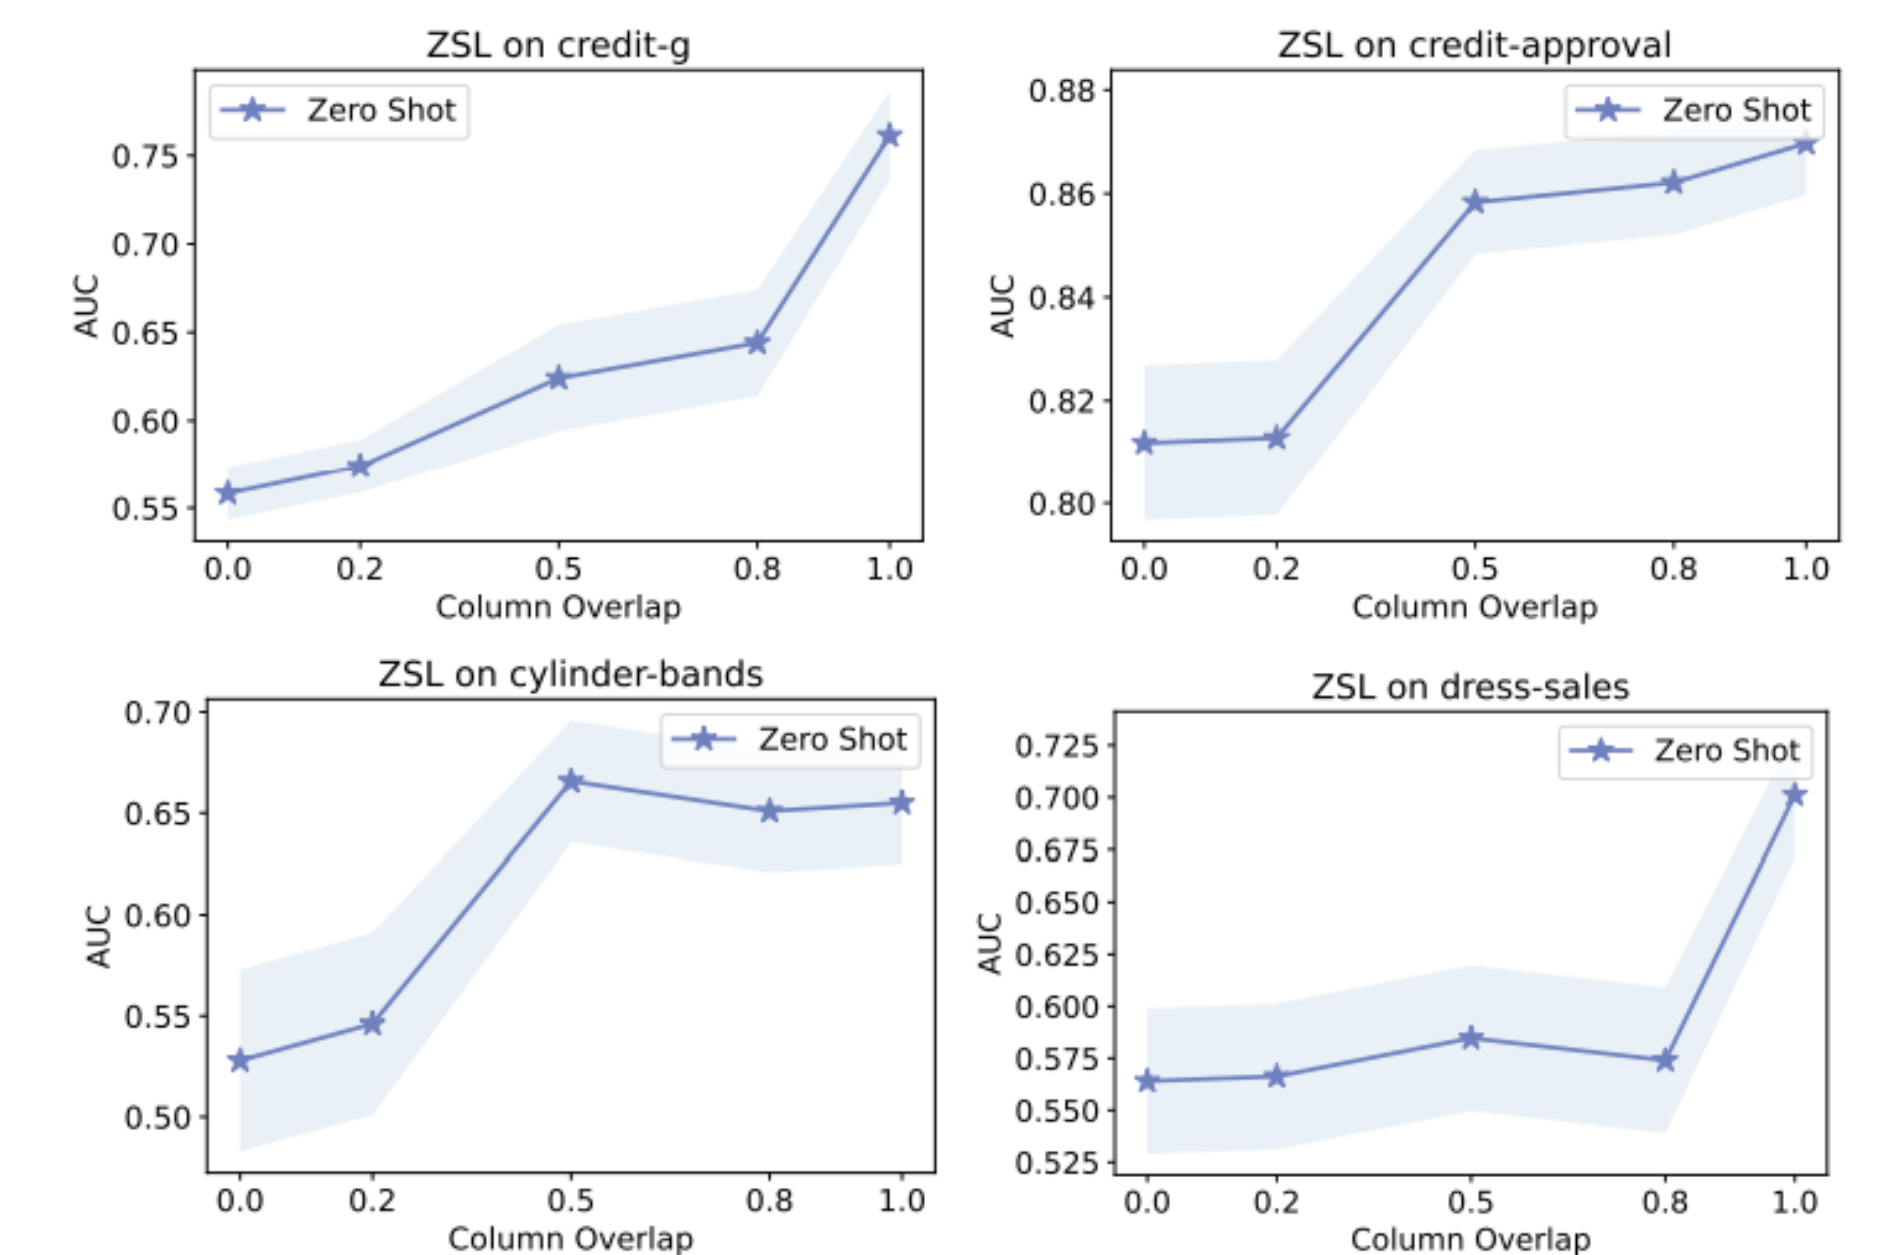 ZSL on credit-g
Zero Shot
AUC
0.75
0.70
0.65
0.60
0.55
0.0 0.2 0.5 0.8 1.0
Column Overlap
ZSL on credit-approval
Zero Shot
AUC
0.88
0.86
0.84
0.82
0.80
0.0 0.2 0.5 0.8 1.0
Column Overlap
ZSL on cylinder-bands
Zero Shot
AUC
0.70
0.65
0.60
0.55
0.50
0.0 0.2 0.5 0.8 1.0
Column Overlap
ZSL on dress-sales
Zero Shot
AUC
0.725
0.700
0.675
0.650
0.625
0.600
0.575
0.550
0.525
0.0 0.2 0.5 0.8 1.0
Column Overlap